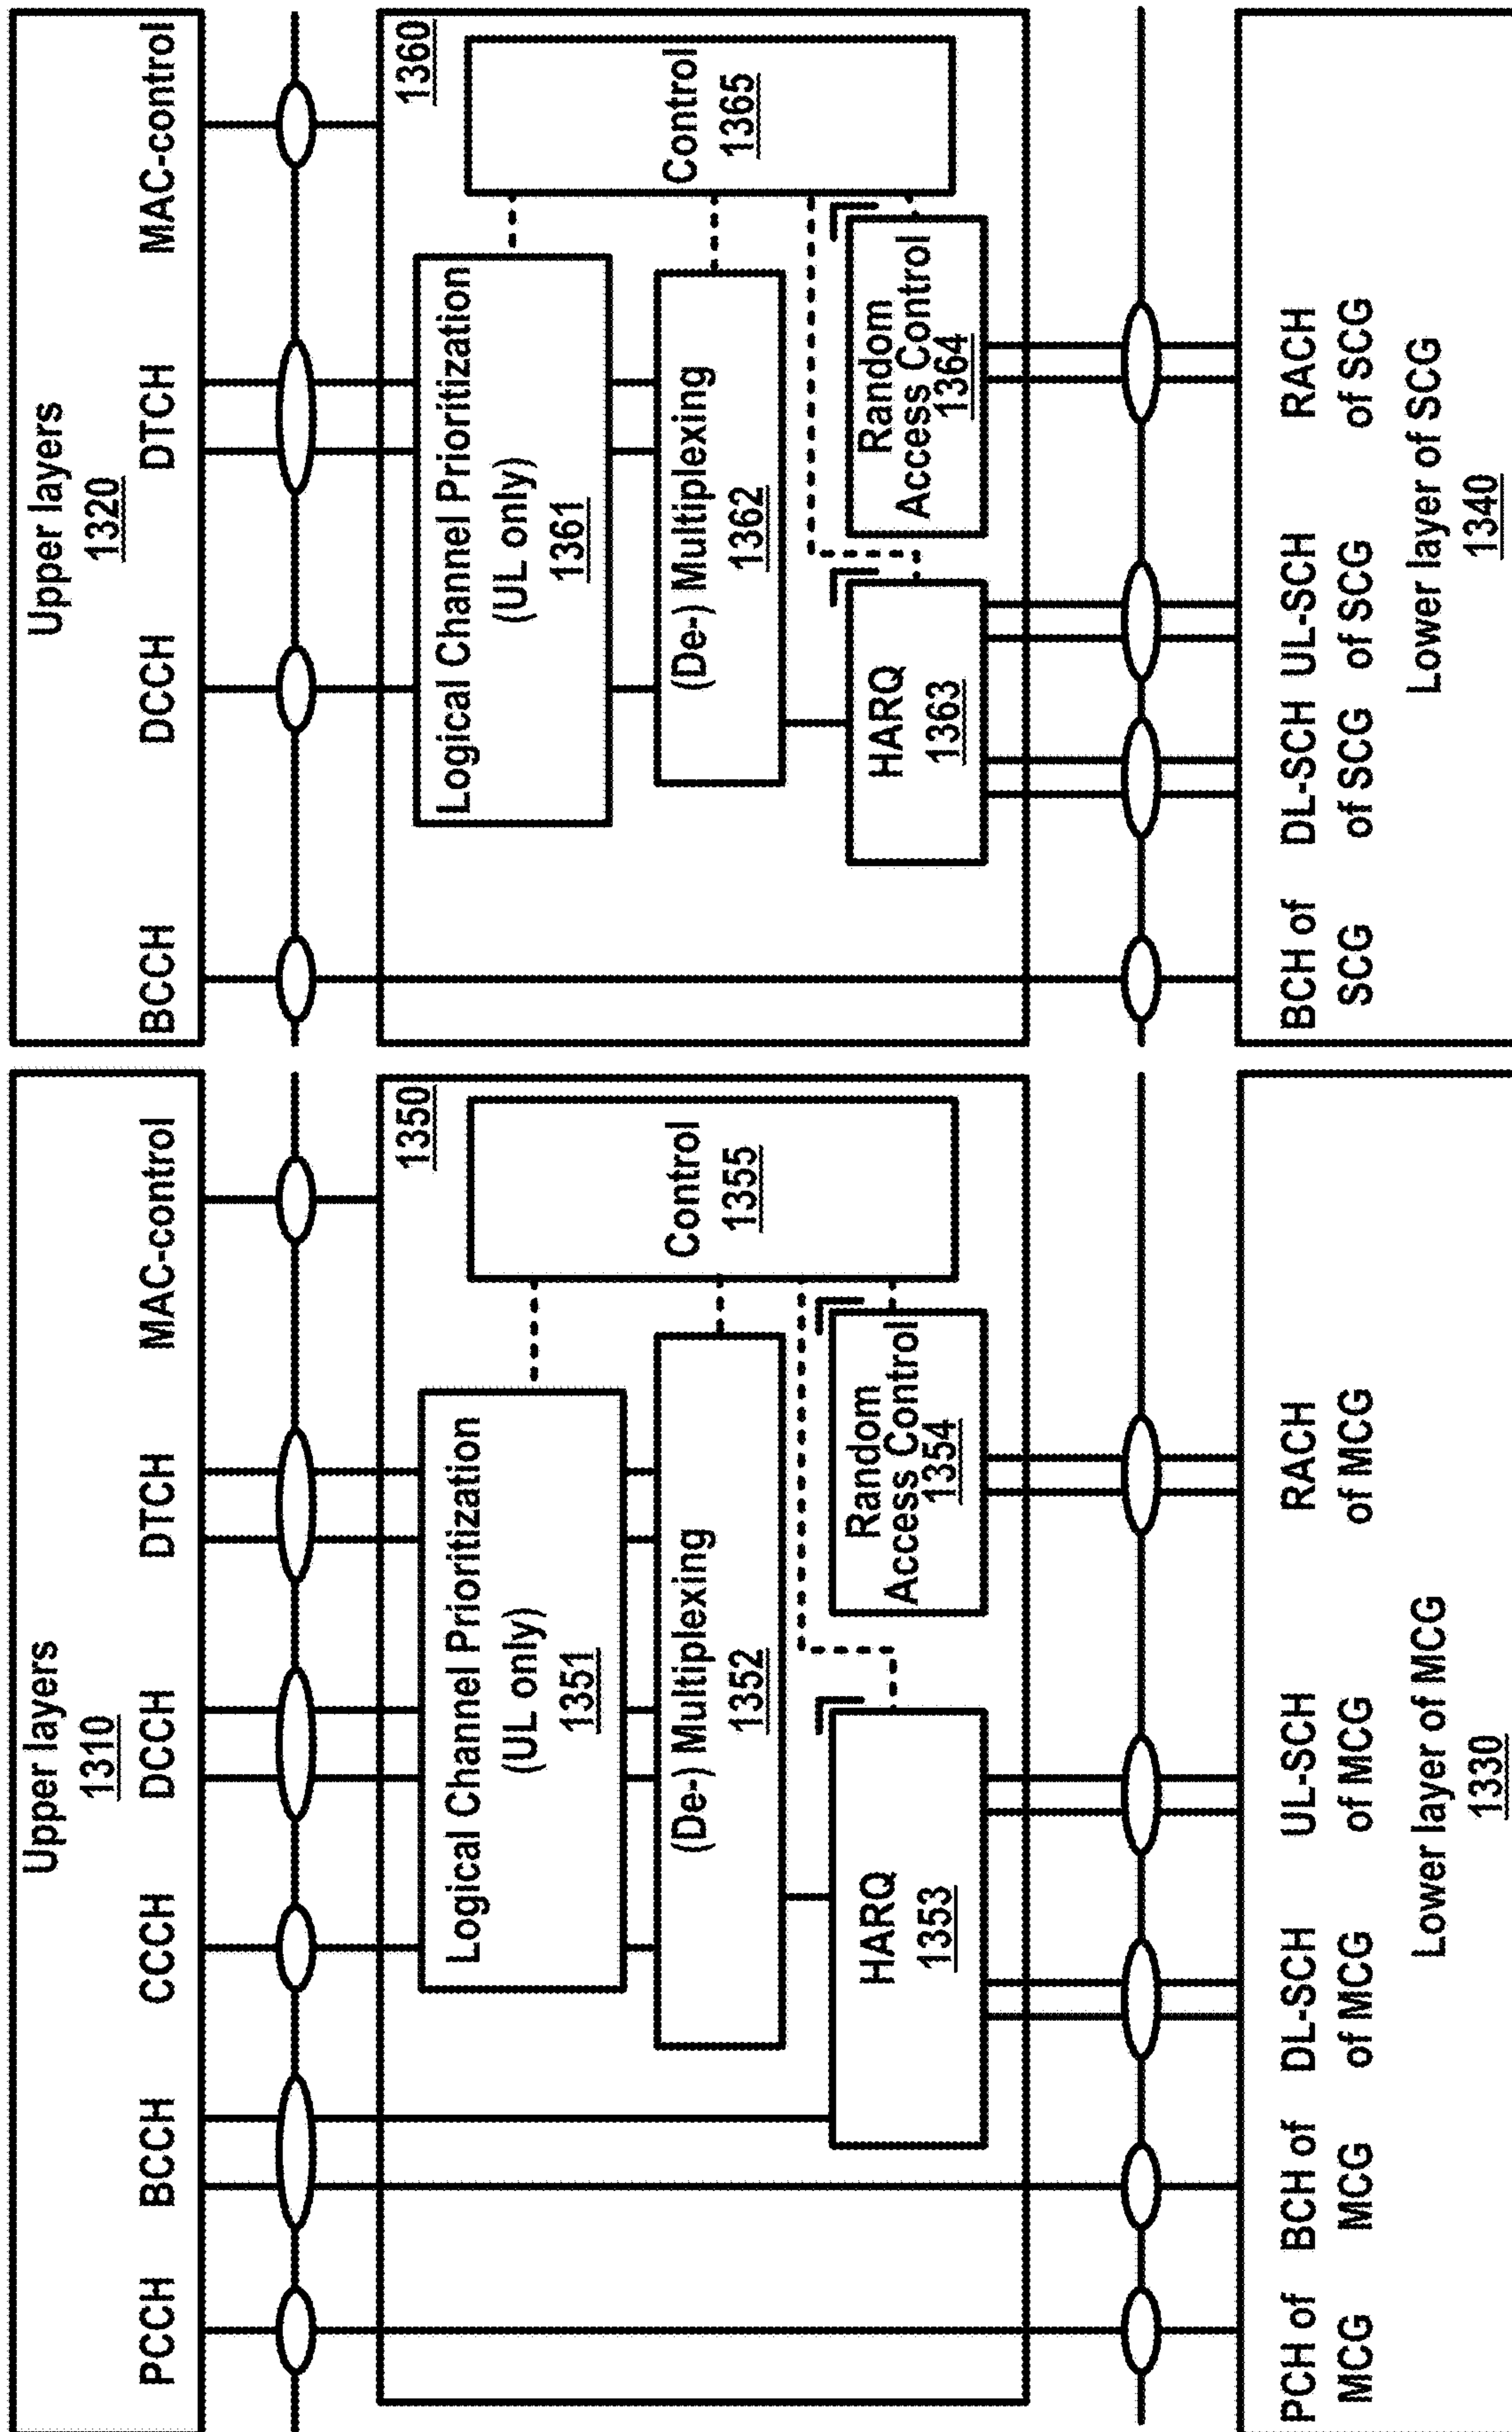 Upper layers
1310
PCCH BCCH CCCH DCCH DTCH MAC-control
1350
Logical Channel Prioritization
(UL only)
1351
(De-) Multiplexing
1352
HARQ
1353
Random
Access Control
1354
Control
1355
PCH of BCH of DL-SCH UL-SCH RACH
MCG MCG of MCG of MCG of MCG
Lower layer of MCG
1330
Upper layers
1320
BCCH DCCH DTCH MAC-control
1360
Logical Channel Prioritization
(UL only)
1361
(De-) Multiplexing
1362
HARQ
1363
Random
Access Control
1364
Control
1365
BCH of DL-SCH UL-SCH RACH
SCG of SCG of SCG of SCG
Lower layer of SCG
1340